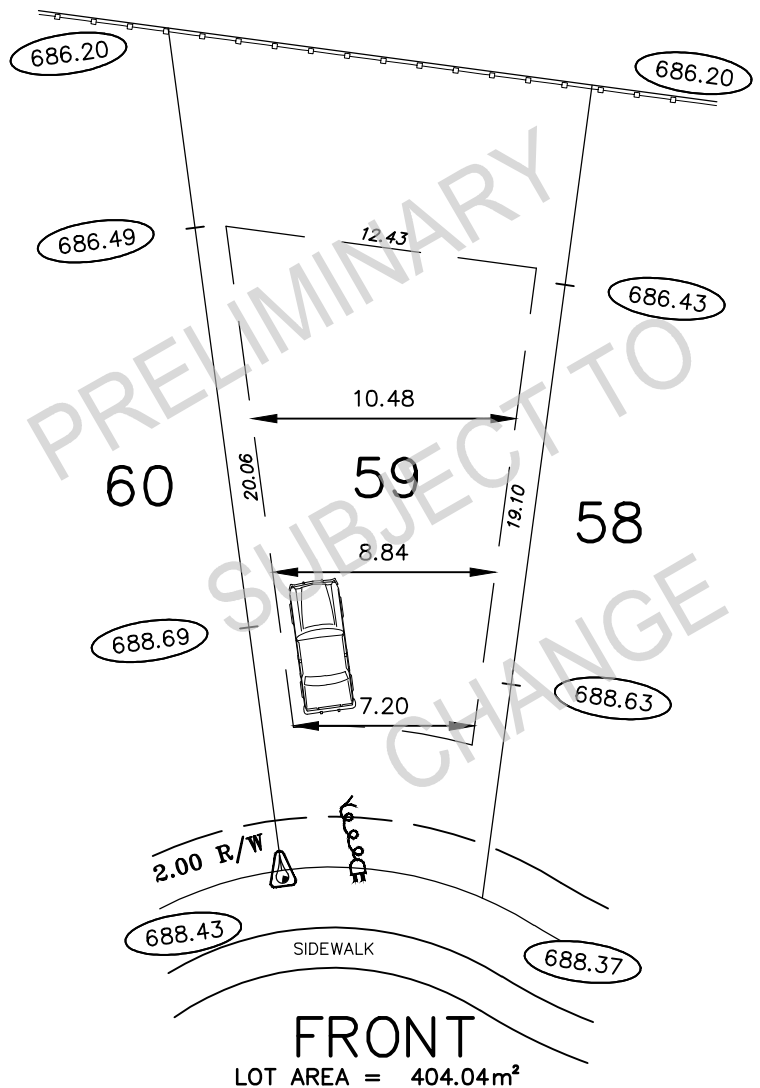 686.20
686.20
PRELIMINARY
12.43
686.49
686.43
SUBJECT TO
10.48
60
59
58
20.06
19.10
8.84
CHANGE
688.69
688.63
7.20
2.00 R/W
688.43
688.37
SIDEWALK
FRONT
LOT AREA = 404.04m²